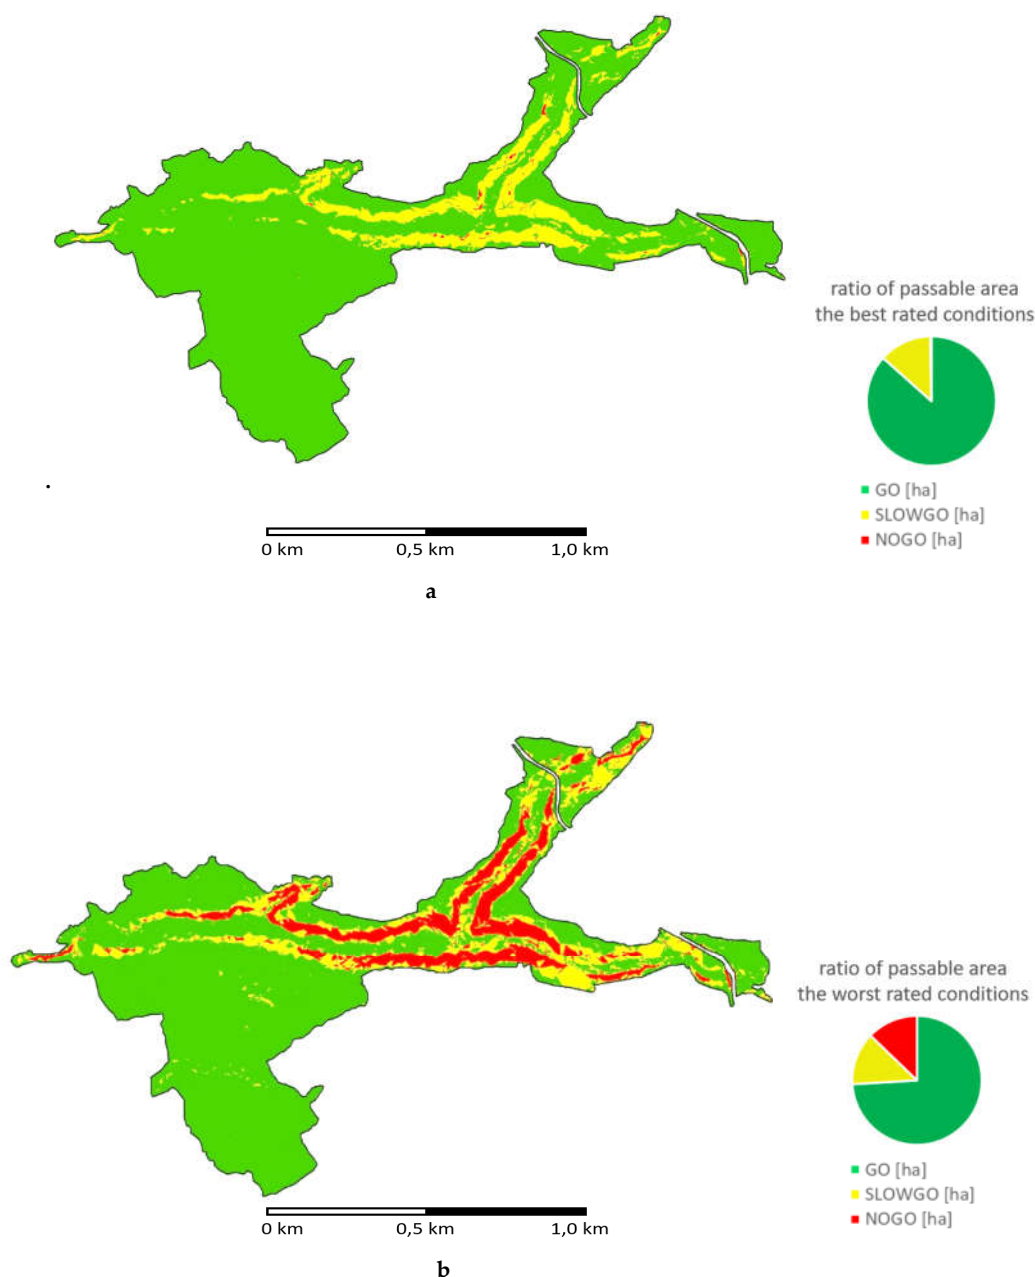 ratio of passable area
the best rated conditions
GO [ha]
SLOWGO [ha]
NOGO [ha]
.
0 km 0,5 km 1,0 km
a
ratio of passable area
the worst rated conditions
GO [ha]
SLOWGO [ha]
NOGO [ha]
0 km 0,5 km 1,0 km
b